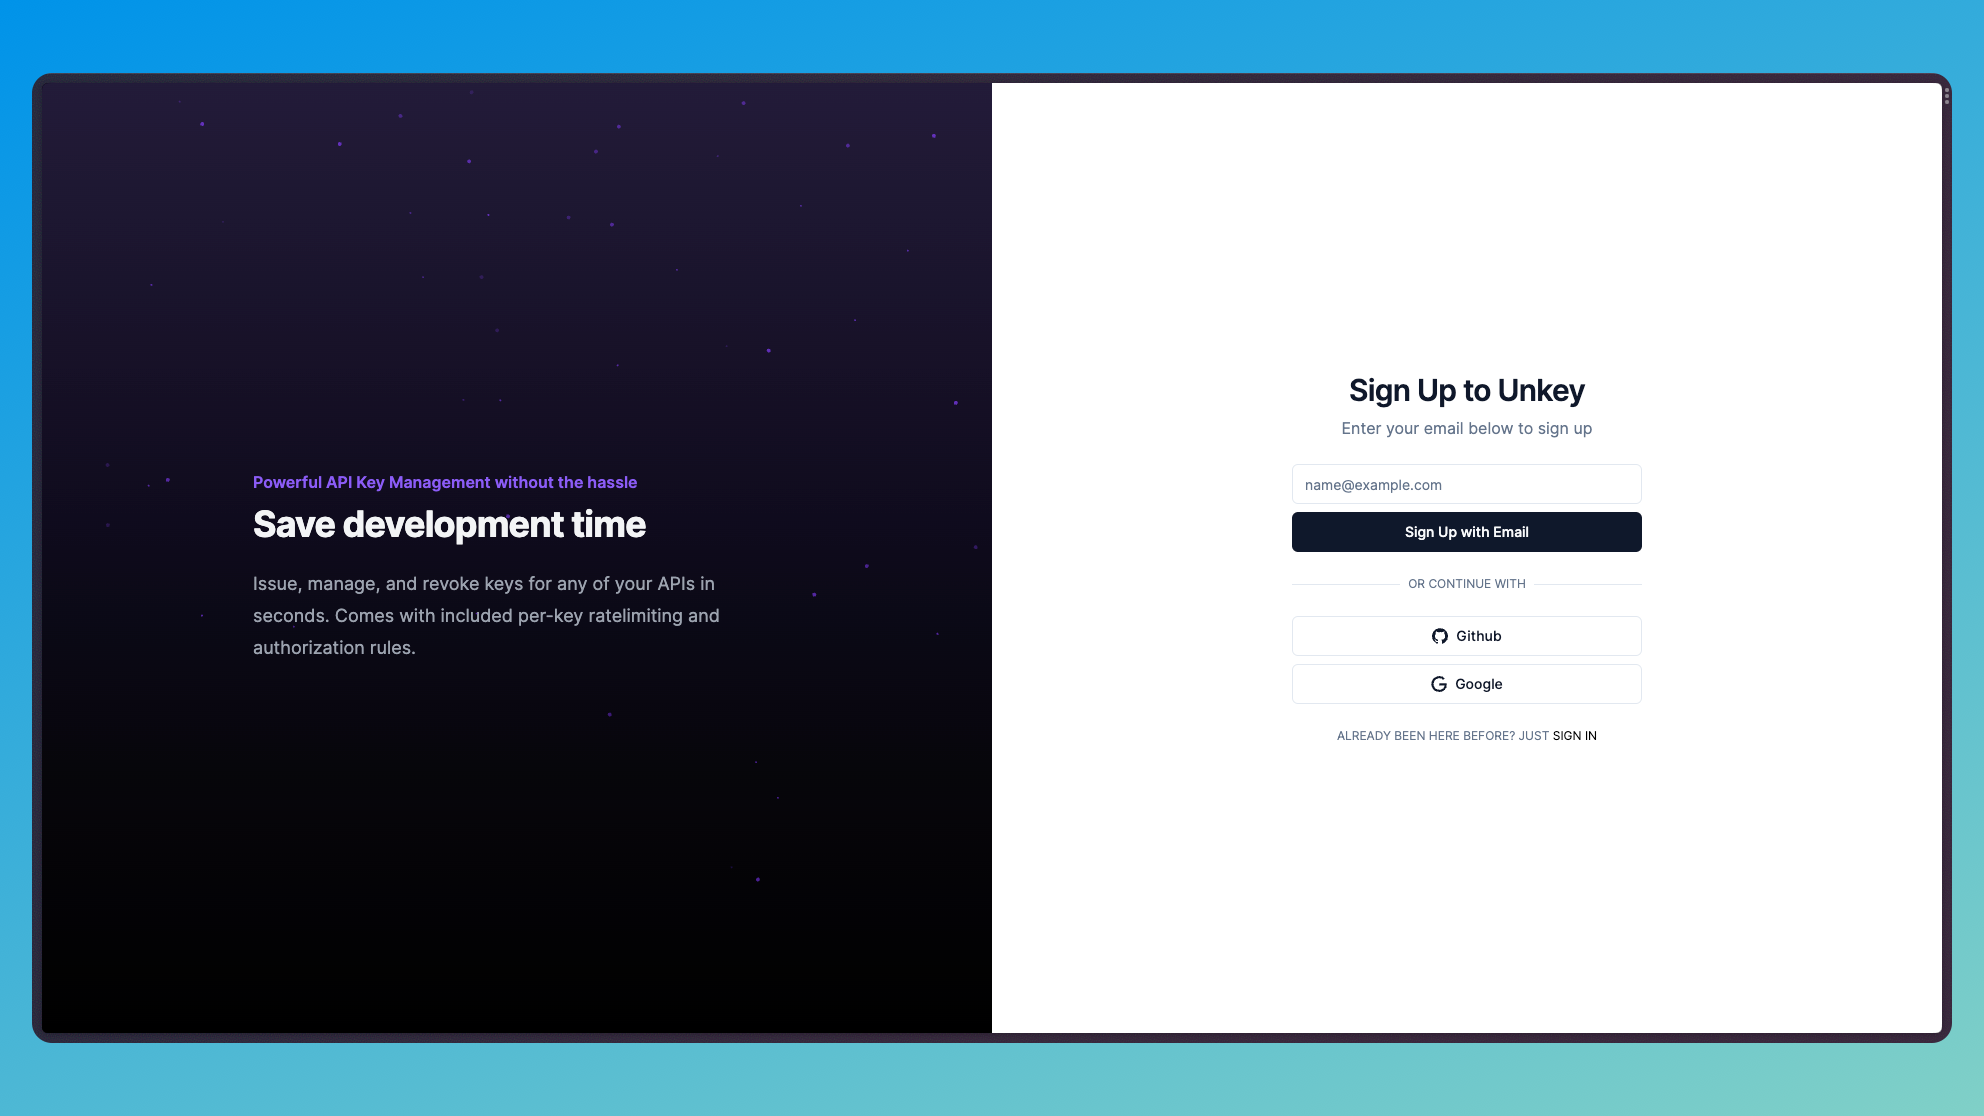 Powerful API Key Management without the hassle
Save development time
Issue, manage, and revoke keys for any of your APIs in
seconds. Comes with included per-key ratelimiting and
authorization rules.
Sign Up to Unkey
Enter your email below to sign up
name@example.com
Sign Up with Email
OR CONTINUE WITH
Github
Google
ALREADY BEEN HERE BEFORE? JUST SIGN IN